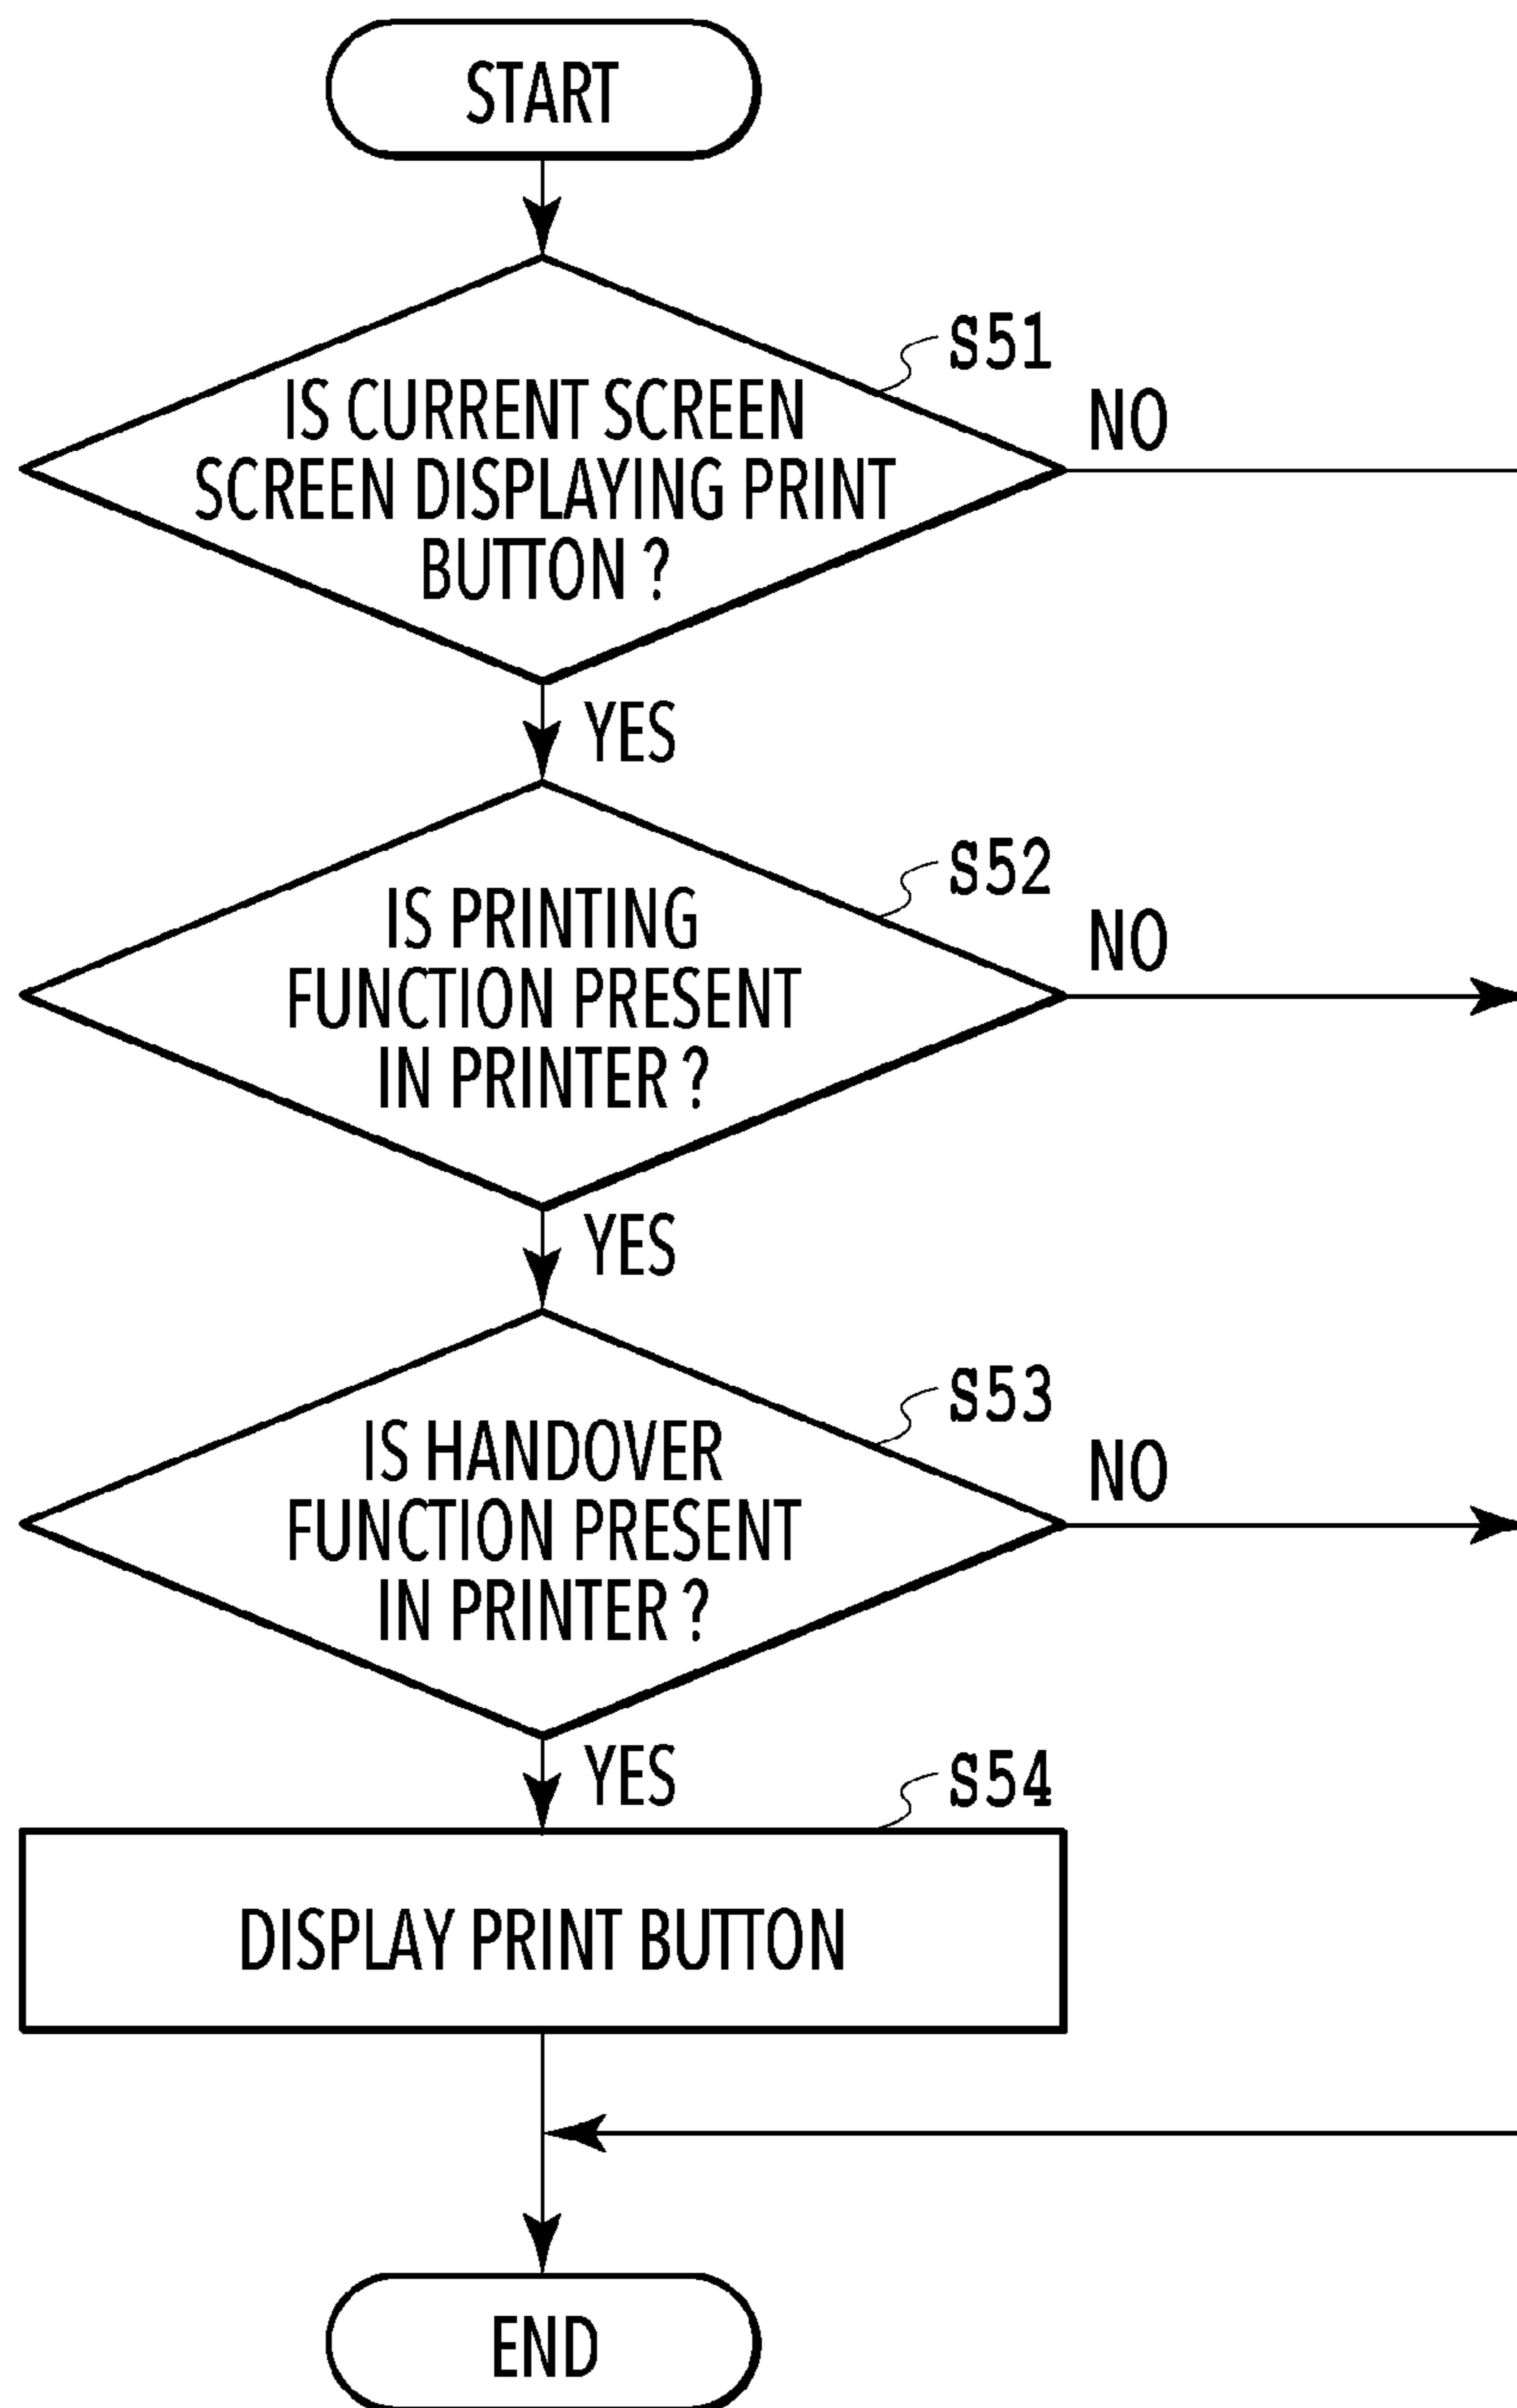 START
S51
IS CURRENT SCREEN
SCREEN DISPLAYING PRINT
BUTTON ?
NO
YES
S52
IS PRINTING
FUNCTION PRESENT
IN PRINTER ?
NO
YES
S53
IS HANDOVER
FUNCTION PRESENT
IN PRINTER ?
NO
YES
S54
DISPLAY PRINT BUTTON
END